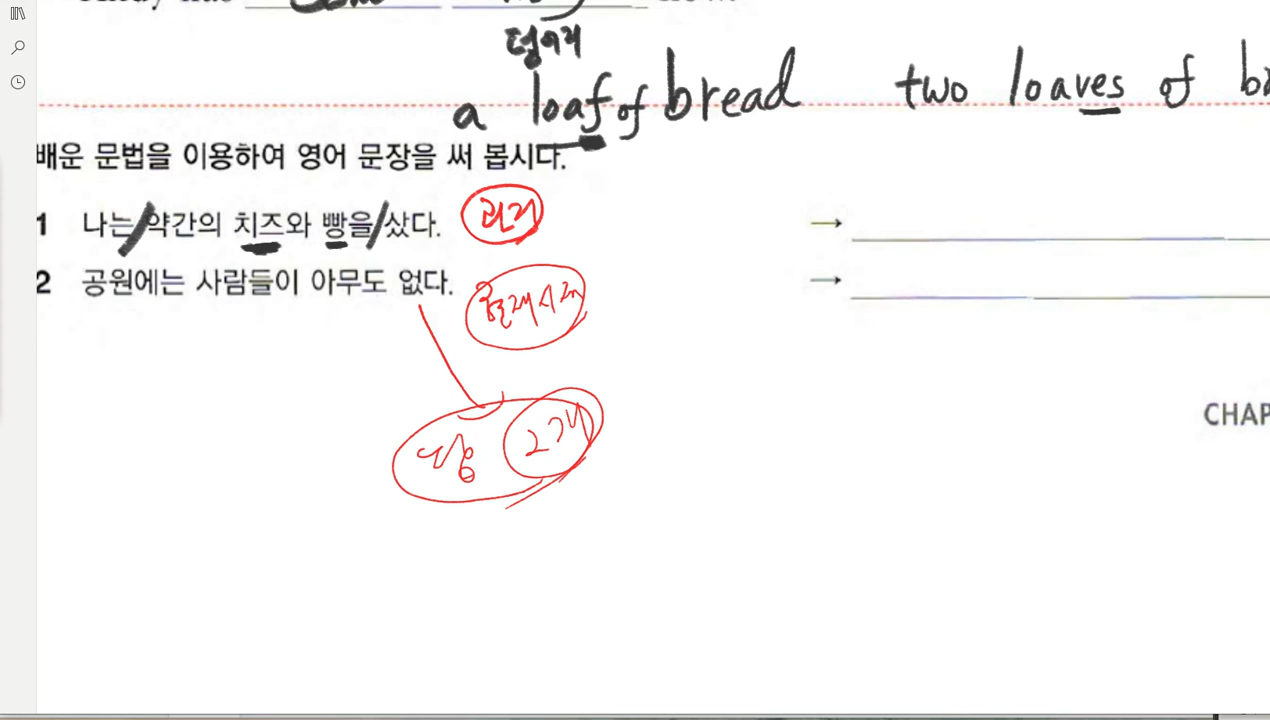 덩어리
a loaf of bread two loaves of
배운 문법을 이용하여 영어 문장을 써 봅시다.
1 나는 약간의 치즈와 빵을 샀다. 과거 →
2 공원에는 사람들이 아무도 없다. 현재시제 →
2개
CHAP